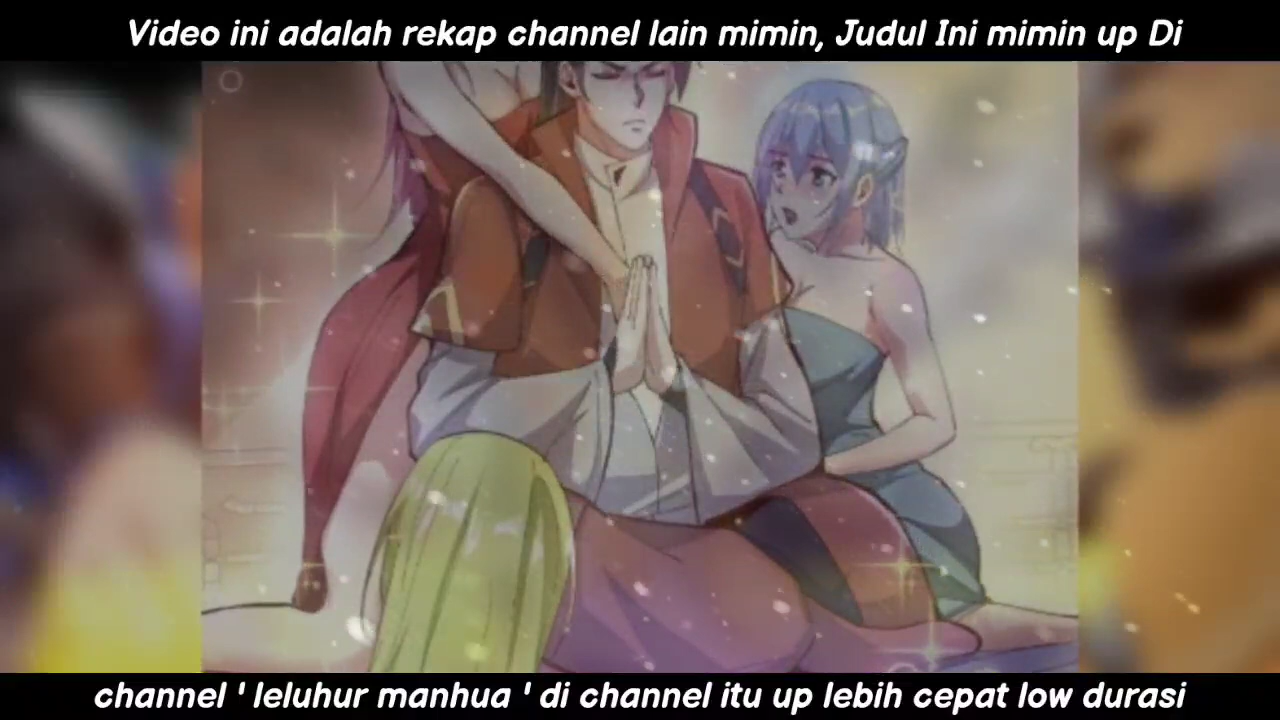 Video ini adalah rekap channel lain mimin, Judul Ini mimin up Di
channel ' leluhur manhua ' di channel itu up lebih cepat low durasi